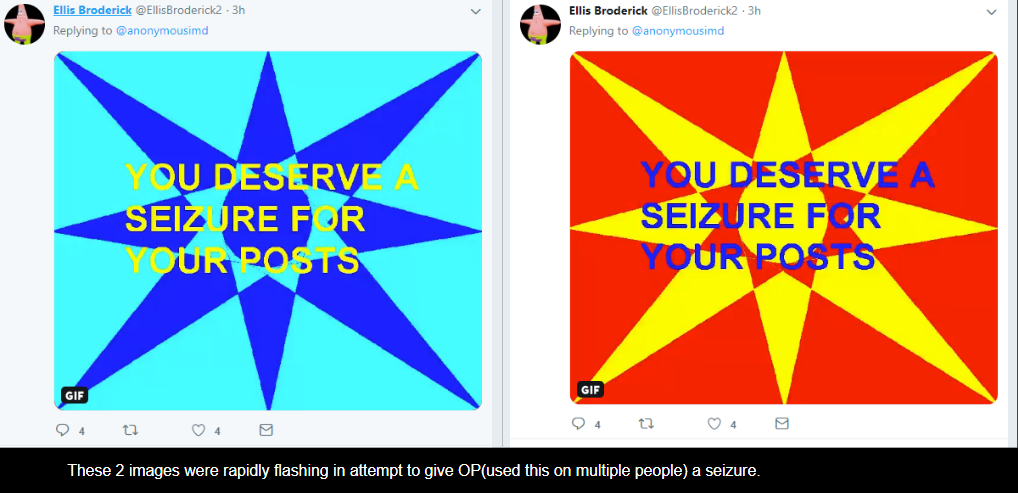 Ellis Broderick @EllisBroderick2 · 3h
Replying to @anonymousimd
YOU DESERVE A
SEIZURE FOR
YOUR POSTS
GIF
4 4
Ellis Broderick @EllisBroderick2 · 3h
Replying to @anonymousimd
YOU DESERVE A
SEIZURE FOR
YOUR POSTS
GIF
4 4
These 2 images were rapidly flashing in attempt to give OP(used this on multiple people) a seizure.